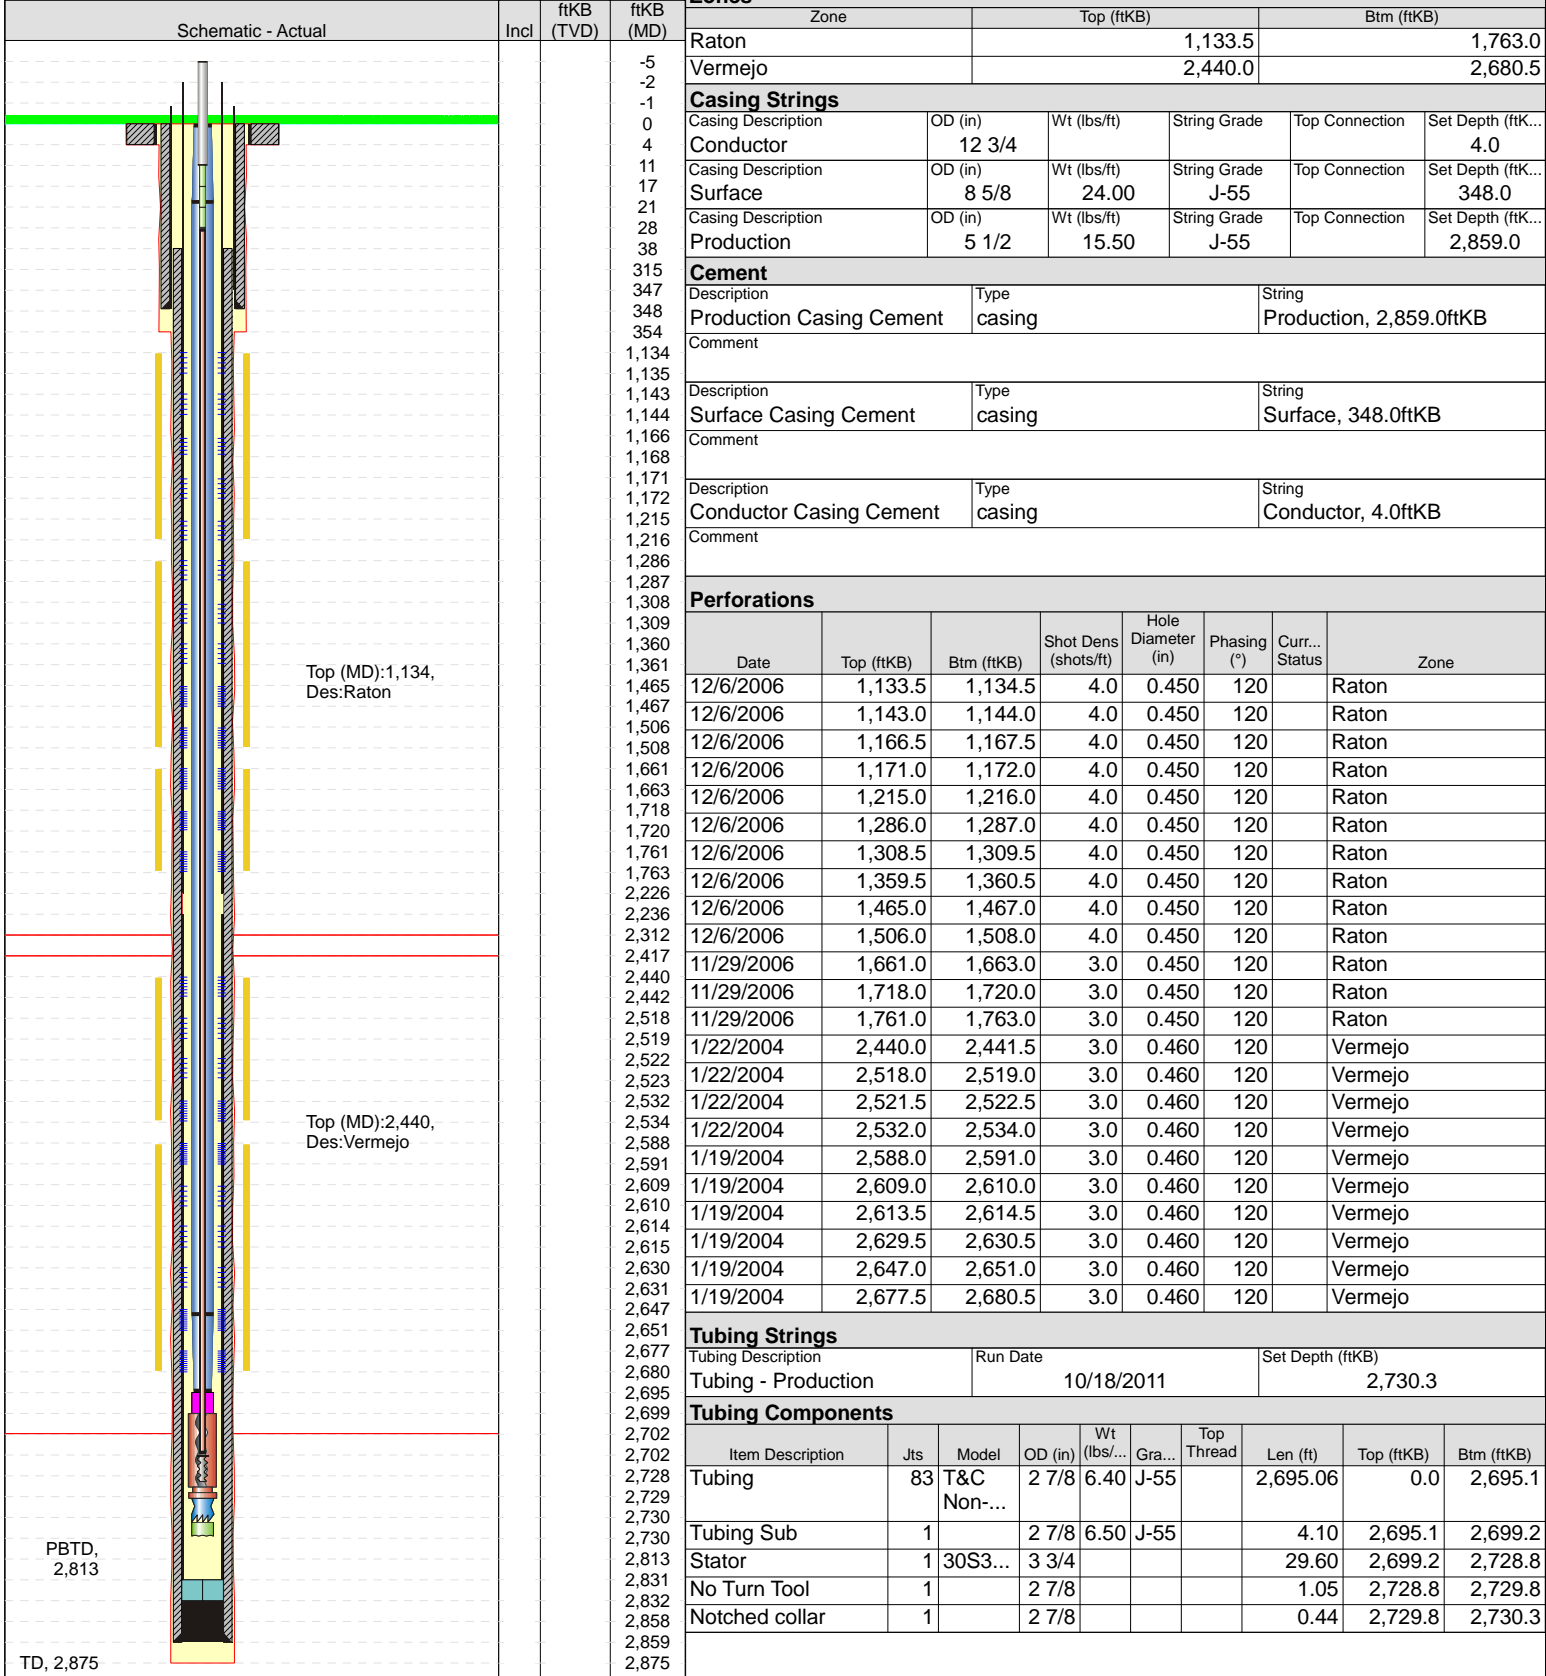 Schematic - Actual
Incl
ftKB (TVD)
ftKB (MD)
-5
-2
-1
0
4
11
17
21
28
38
315
347
348
354
1,134
1,135
1,143
1,144
1,166
1,168
1,171
1,172
1,215
1,216
1,286
1,287
1,308
1,309
1,360
1,361
1,465
1,467
1,506
1,508
1,661
1,663
1,718
1,720
1,761
1,763
2,226
2,236
2,312
2,417
2,440
2,442
2,518
2,519
2,522
2,523
2,532
2,534
2,588
2,591
2,609
2,610
2,614
2,615
2,630
2,631
2,647
2,651
2,677
2,680
2,695
2,699
2,702
2,702
2,728
2,729
2,730
2,730
2,813
2,831
2,832
2,858
2,859
2,875
Top (MD):1,134,
Des:Raton
Top (MD):2,440,
Des:Vermejo
PBTD,
2,813
TD, 2,875
Zone Top (ftKB) Btm (ftKB)
Raton 1,133.5 1,763.0
Vermejo 2,440.0 2,680.5
Casing Strings
Casing Description OD (in) Wt (lbs/ft) String Grade Top Connection Set Depth (ftK...
Conductor 12 3/4 4.0
Casing Description OD (in) Wt (lbs/ft) String Grade Top Connection Set Depth (ftK...
Surface 8 5/8 24.00 J-55 348.0
Casing Description OD (in) Wt (lbs/ft) String Grade Top Connection Set Depth (ftK...
Production 5 1/2 15.50 J-55 2,859.0
Cement
Description Type String
Production Casing Cement casing Production, 2,859.0ftKB
Comment
Description Type String
Surface Casing Cement casing Surface, 348.0ftKB
Comment
Description Type String
Conductor Casing Cement casing Conductor, 4.0ftKB
Comment
Perforations
Date Top (ftKB) Btm (ftKB) Shot Dens (shots/ft) Hole Diameter (in) Phasing (°) Curr... Status Zone
12/6/2006 1,133.5 1,134.5 4.0 0.450 120 Raton
12/6/2006 1,143.0 1,144.0 4.0 0.450 120 Raton
12/6/2006 1,166.5 1,167.5 4.0 0.450 120 Raton
12/6/2006 1,171.0 1,172.0 4.0 0.450 120 Raton
12/6/2006 1,215.0 1,216.0 4.0 0.450 120 Raton
12/6/2006 1,286.0 1,287.0 4.0 0.450 120 Raton
12/6/2006 1,308.5 1,309.5 4.0 0.450 120 Raton
12/6/2006 1,359.5 1,360.5 4.0 0.450 120 Raton
12/6/2006 1,465.0 1,467.0 4.0 0.450 120 Raton
12/6/2006 1,506.0 1,508.0 4.0 0.450 120 Raton
11/29/2006 1,661.0 1,663.0 3.0 0.450 120 Raton
11/29/2006 1,718.0 1,720.0 3.0 0.450 120 Raton
11/29/2006 1,761.0 1,763.0 3.0 0.450 120 Raton
1/22/2004 2,440.0 2,441.5 3.0 0.460 120 Vermejo
1/22/2004 2,518.0 2,519.0 3.0 0.460 120 Vermejo
1/22/2004 2,521.5 2,522.5 3.0 0.460 120 Vermejo
1/22/2004 2,532.0 2,534.0 3.0 0.460 120 Vermejo
1/19/2004 2,588.0 2,591.0 3.0 0.460 120 Vermejo
1/19/2004 2,609.0 2,610.0 3.0 0.460 120 Vermejo
1/19/2004 2,613.5 2,614.5 3.0 0.460 120 Vermejo
1/19/2004 2,629.5 2,630.5 3.0 0.460 120 Vermejo
1/19/2004 2,647.0 2,651.0 3.0 0.460 120 Vermejo
1/19/2004 2,677.5 2,680.5 3.0 0.460 120 Vermejo
Tubing Strings
Tubing Description Run Date Set Depth (ftKB)
Tubing - Production 10/18/2011 2,730.3
Tubing Components
Item Description Jts Model OD (in) Wt (lbs/... Gra... Top Thread Len (ft) Top (ftKB) Btm (ftKB)
Tubing 83 T&C Non-... 2 7/8 6.40 J-55 2,695.06 0.0 2,695.1
Tubing Sub 1 2 7/8 6.50 J-55 4.10 2,695.1 2,699.2
Stator 1 30S3... 3 3/4 29.60 2,699.2 2,728.8
No Turn Tool 1 2 7/8 1.05 2,728.8 2,729.8
Notched collar 1 2 7/8 0.44 2,729.8 2,730.3